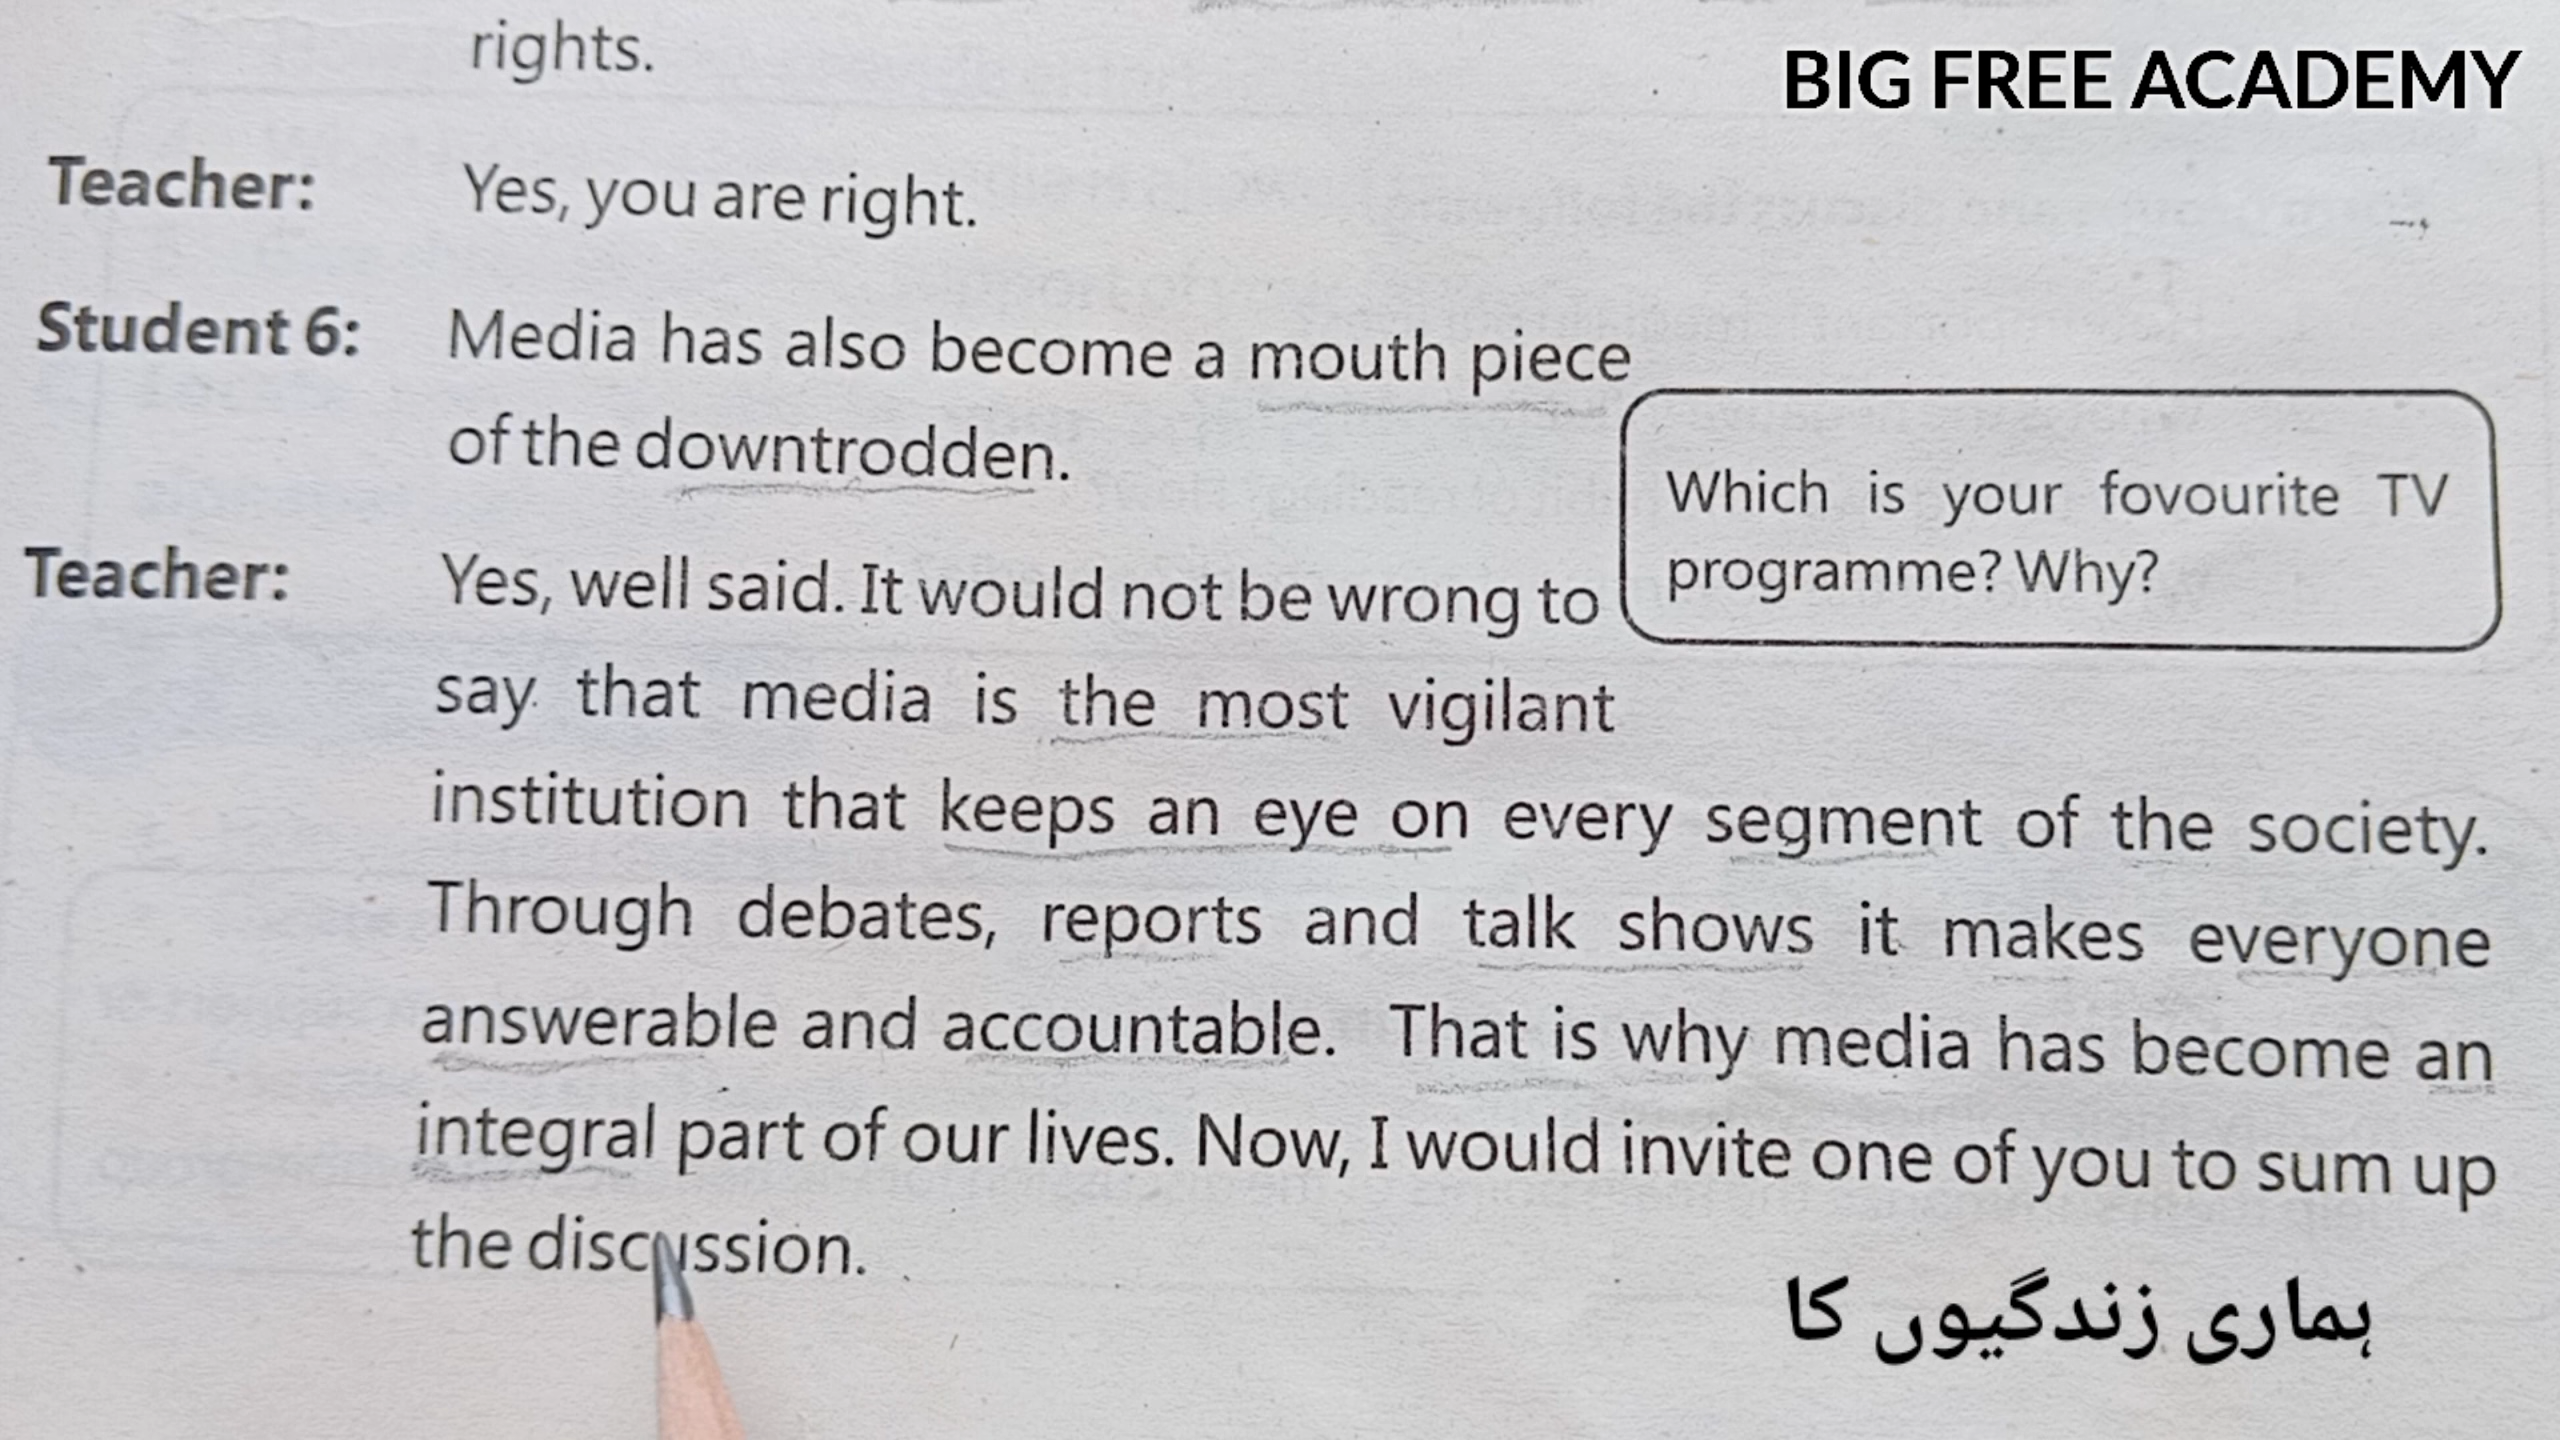 rights.
BIG FREE ACADEMY
Teacher: Yes, you are right.
Student 6: Media has also become a mouth piece
of the downtrodden.
Which is your fovourite TV
programme? Why?
Teacher: Yes, well said. It would not be wrong to
say that media is the most vigilant
institution that keeps an eye on every segment of the society.
Through debates, reports and talk shows it makes everyone
answerable and accountable. That is why media has become an
integral part of our lives. Now, I would invite one of you to sum up
the discussion.
ہماری زندگیوں کا